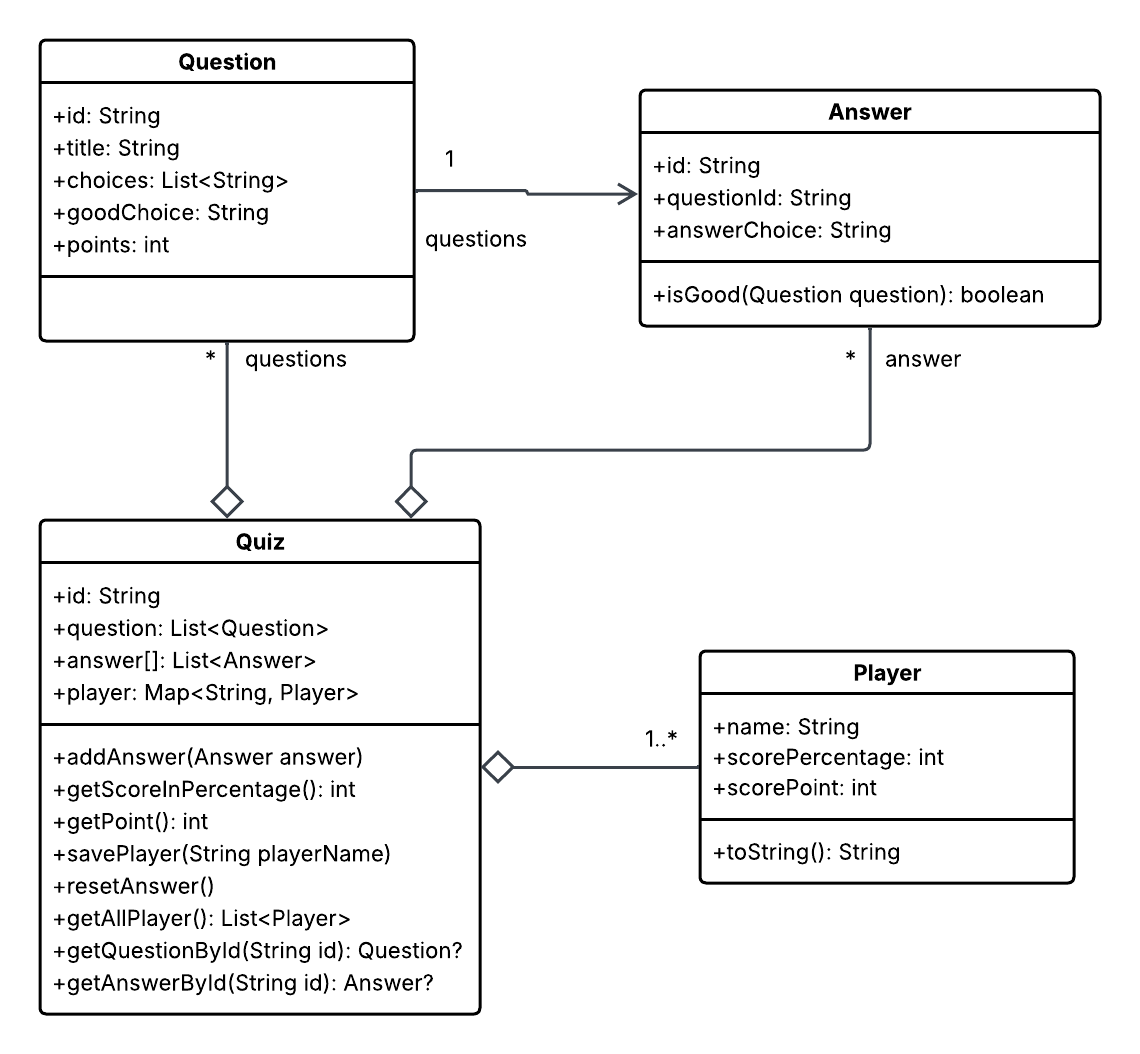 Question
+id: String
+title: String
+choices: List<String>
+goodChoice: String
+points: int
1
questions
Answer
+id: String
+questionId: String
+answerChoice: String
+isGood(Question question): boolean
* questions
* answer
Quiz
+id: String
+question: List<Question>
+answer[]: List<Answer>
+player: Map<String, Player>
+addAnswer(Answer answer)
+getScoreInPercentage(): int
+getPoint(): int
+savePlayer(String playerName)
+resetAnswer()
+getAllPlayer(): List<Player>
+getQuestionById(String id): Question?
+getAnswerById(String id): Answer?
1..*
Player
+name: String
+scorePercentage: int
+scorePoint: int
+toString(): String